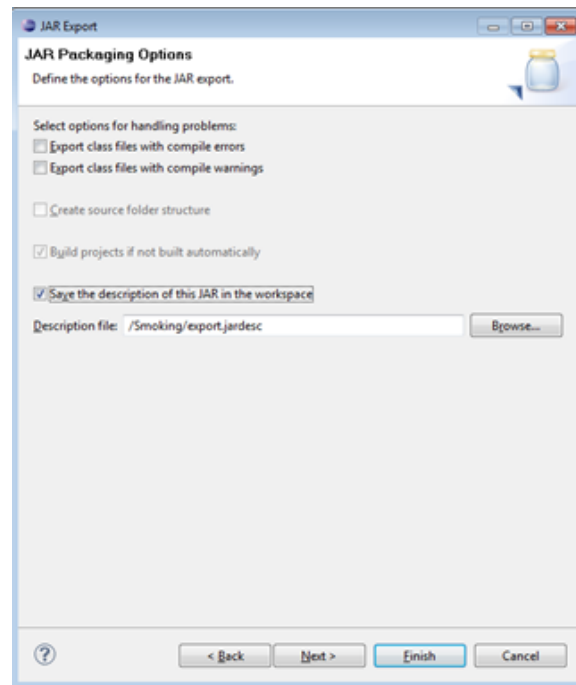 JAR Export
JAR Packaging Options
Define the options for the JAR export.
Select options for handling problems:
Export class files with compile errors
Export class files with compile warnings
Create source folder structure
Build projects if not built automatically
Save the description of this JAR in the workspace
Description file: /Smoking/export.jardesc Browse...
? < Back Next > Finish Cancel